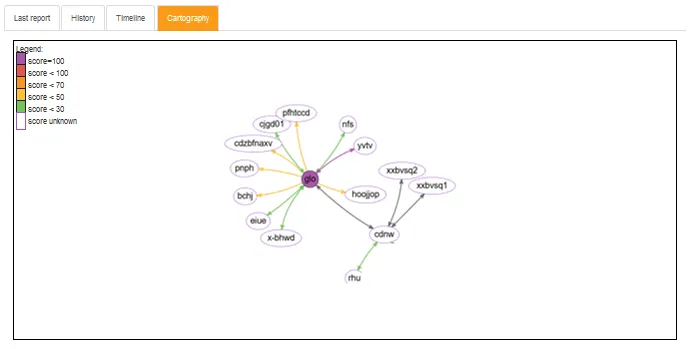 Last report
History
Timeline
Cartography
Legend:
score=100
score < 100
score < 70
score < 50
score < 30
score unknown
pfhtccd
cjgd01
nfs
cdzbfnaxv
yvtv
pnph
glo
xxbvsq2
xxbvsq1
bchj
hoojjop
eiue
x-bhwd
cdnw
rhu